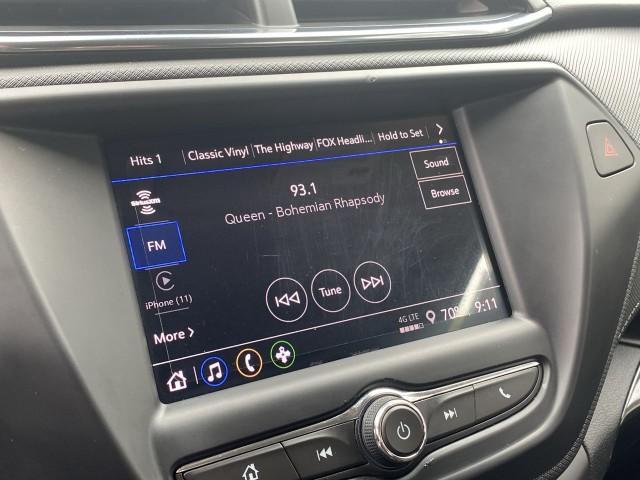 Hits 1 Classic Vinyl The Highway FOX Headli... Hold to Set
SiriusXM
93.1
Sound
Queen - Bohemian Rhapsody
Browse
FM
Tune
iPhone (11)
More
4G LTE 70° 9:11